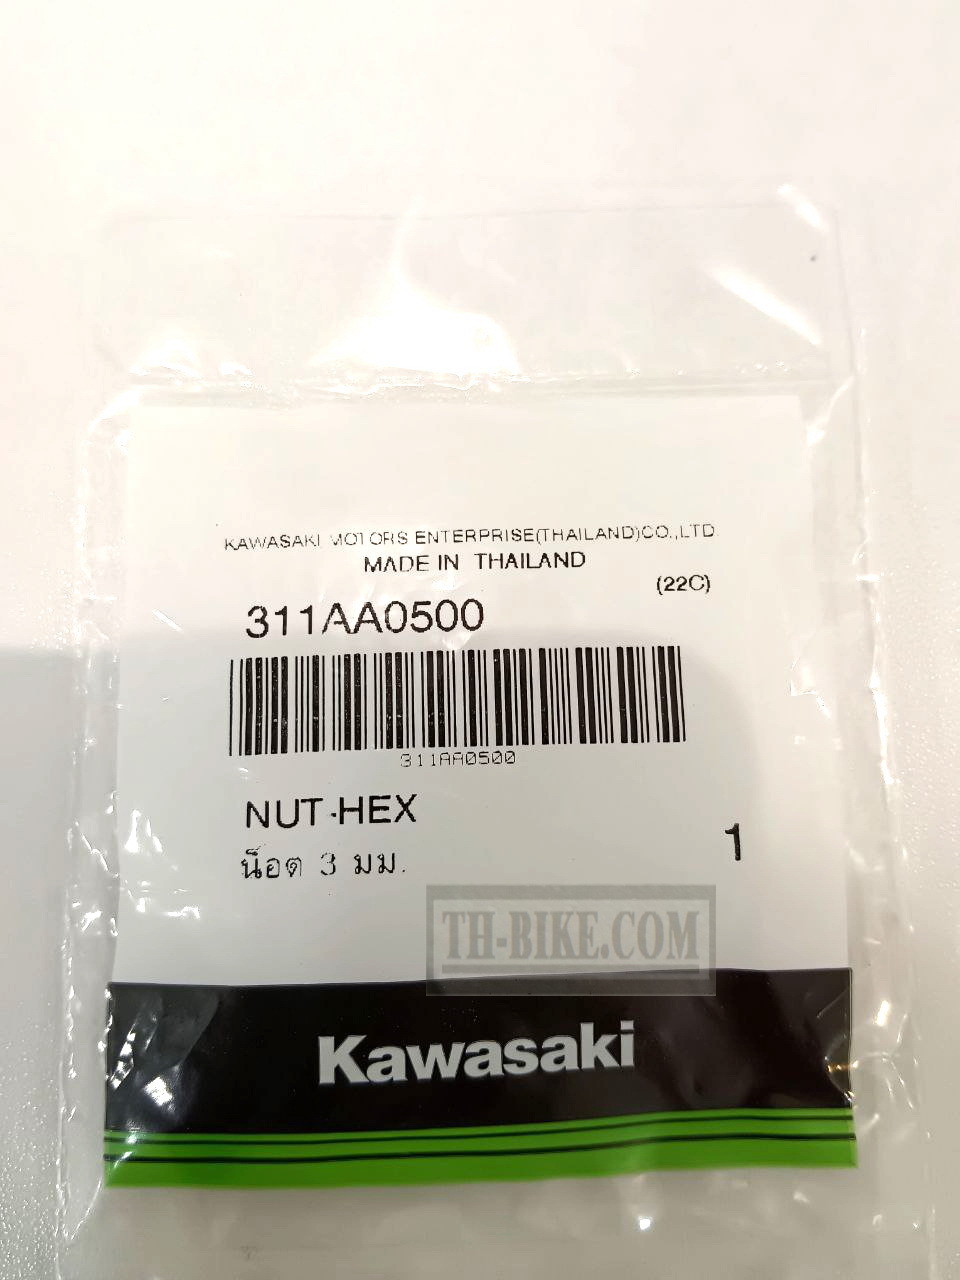 KAWASAKI MOTORS ENTERPRISE(THAILAND)CO.,LTD.
MADE IN THAILAND
(22C)
311AA0500
311AA0500
NUT-HEX
น็อต 3 มม.
1
TH-BIKE.COM
Kawasaki